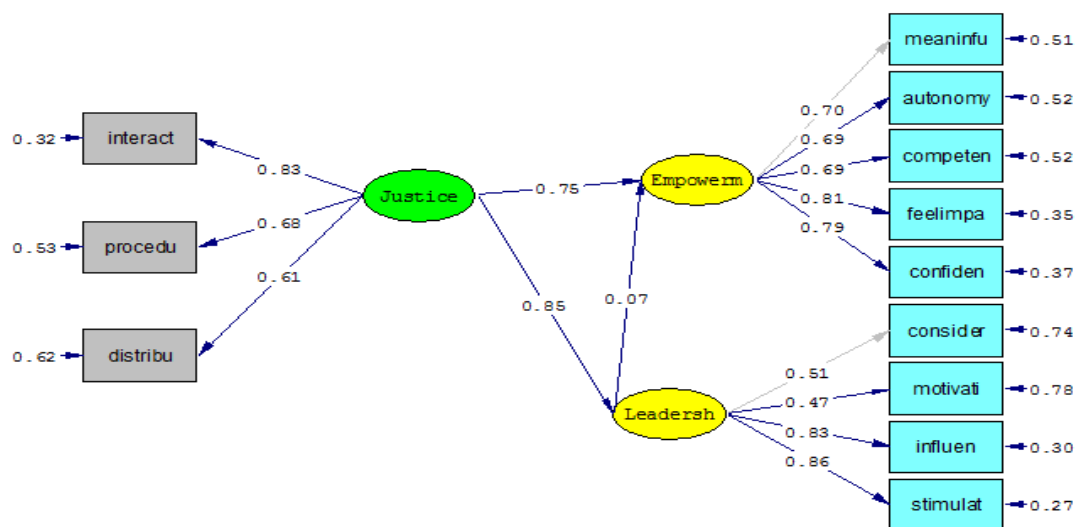 meaninfu
0.51
0.70
autonomy
0.52
0.69
0.32
interact
0.83
0.69
competen
0.52
Justice
0.75
Empowerm
0.81
feelimpa
0.35
0.53
procedu
0.68
0.79
confiden
0.37
0.61
0.85
0.07
consider
0.74
0.62
distribu
0.51
motivati
0.78
0.47
Leadersh
0.83
influen
0.30
0.86
stimulat
0.27